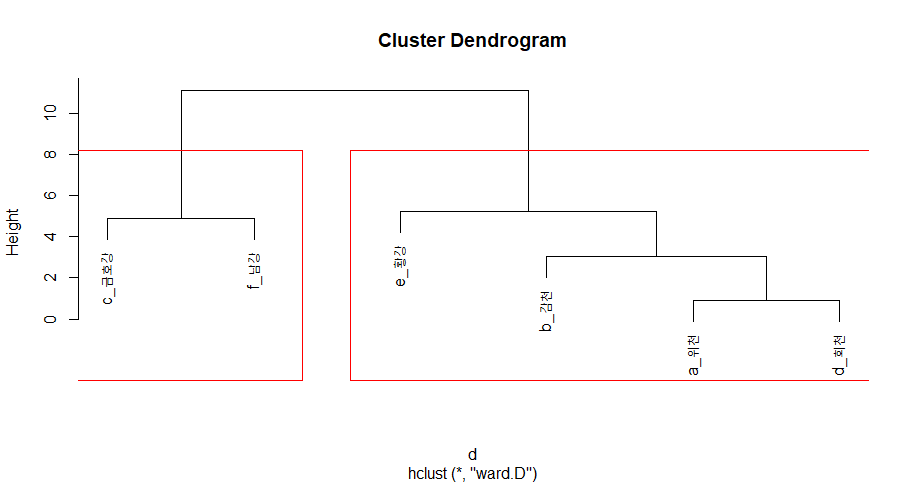 Cluster Dendrogram
Height
10
8
6
4
2
0
c_금호강
f_남강
e_황강
b_감천
a_위천
d_회천
d
hclust (*, "ward.D")